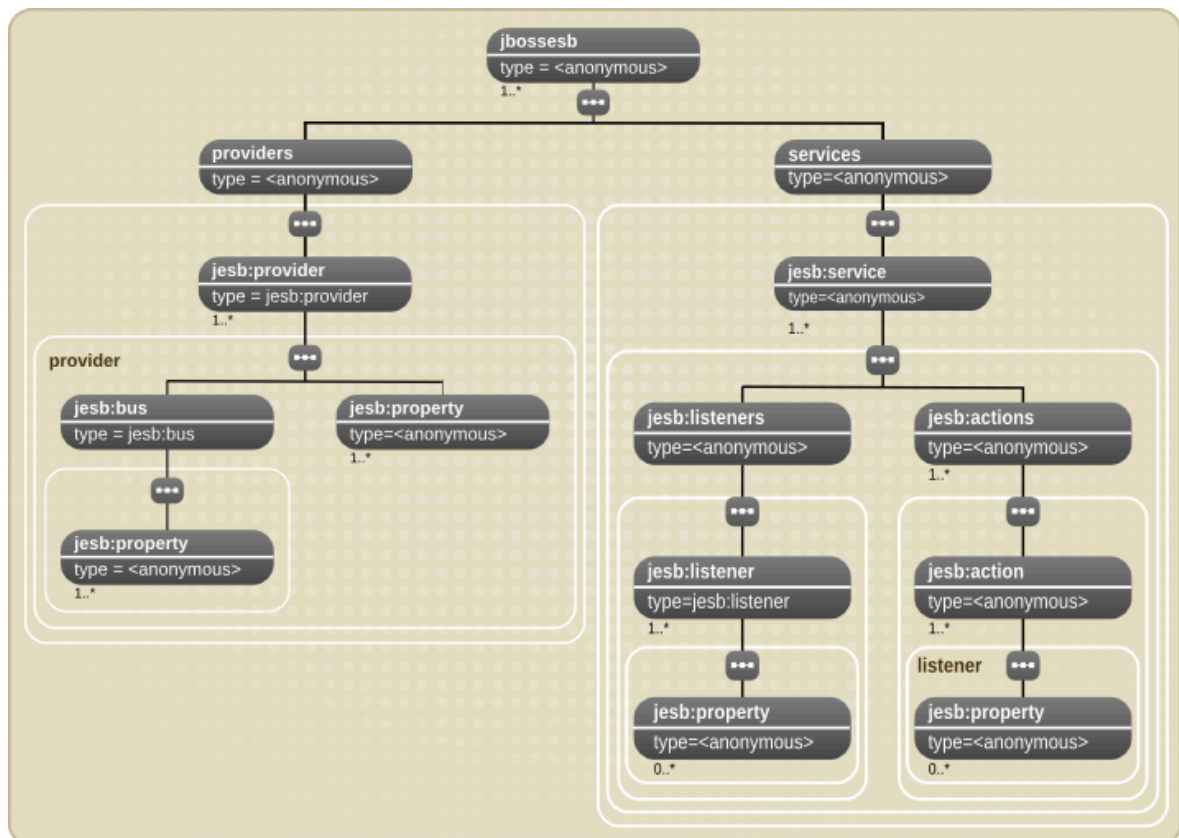 jbossesb
type = <anonymous>
1..*
providers
type = <anonymous>
services
type=<anonymous>
jesb:provider
type = jesb:provider
1..*
jesb:service
type=<anonymous>
1..*
provider
jesb:bus
type = jesb:bus
jesb:property
type=<anonymous>
1..*
jesb:property
type = <anonymous>
1..*
jesb:listeners
type=<anonymous>
jesb:actions
type=<anonymous>
1..*
jesb:listener
type=jesb:listener
1..*
jesb:action
type=<anonymous>
1..*
jesb:property
type=<anonymous>
0..*
listener
jesb:property
type=<anonymous>
0..*